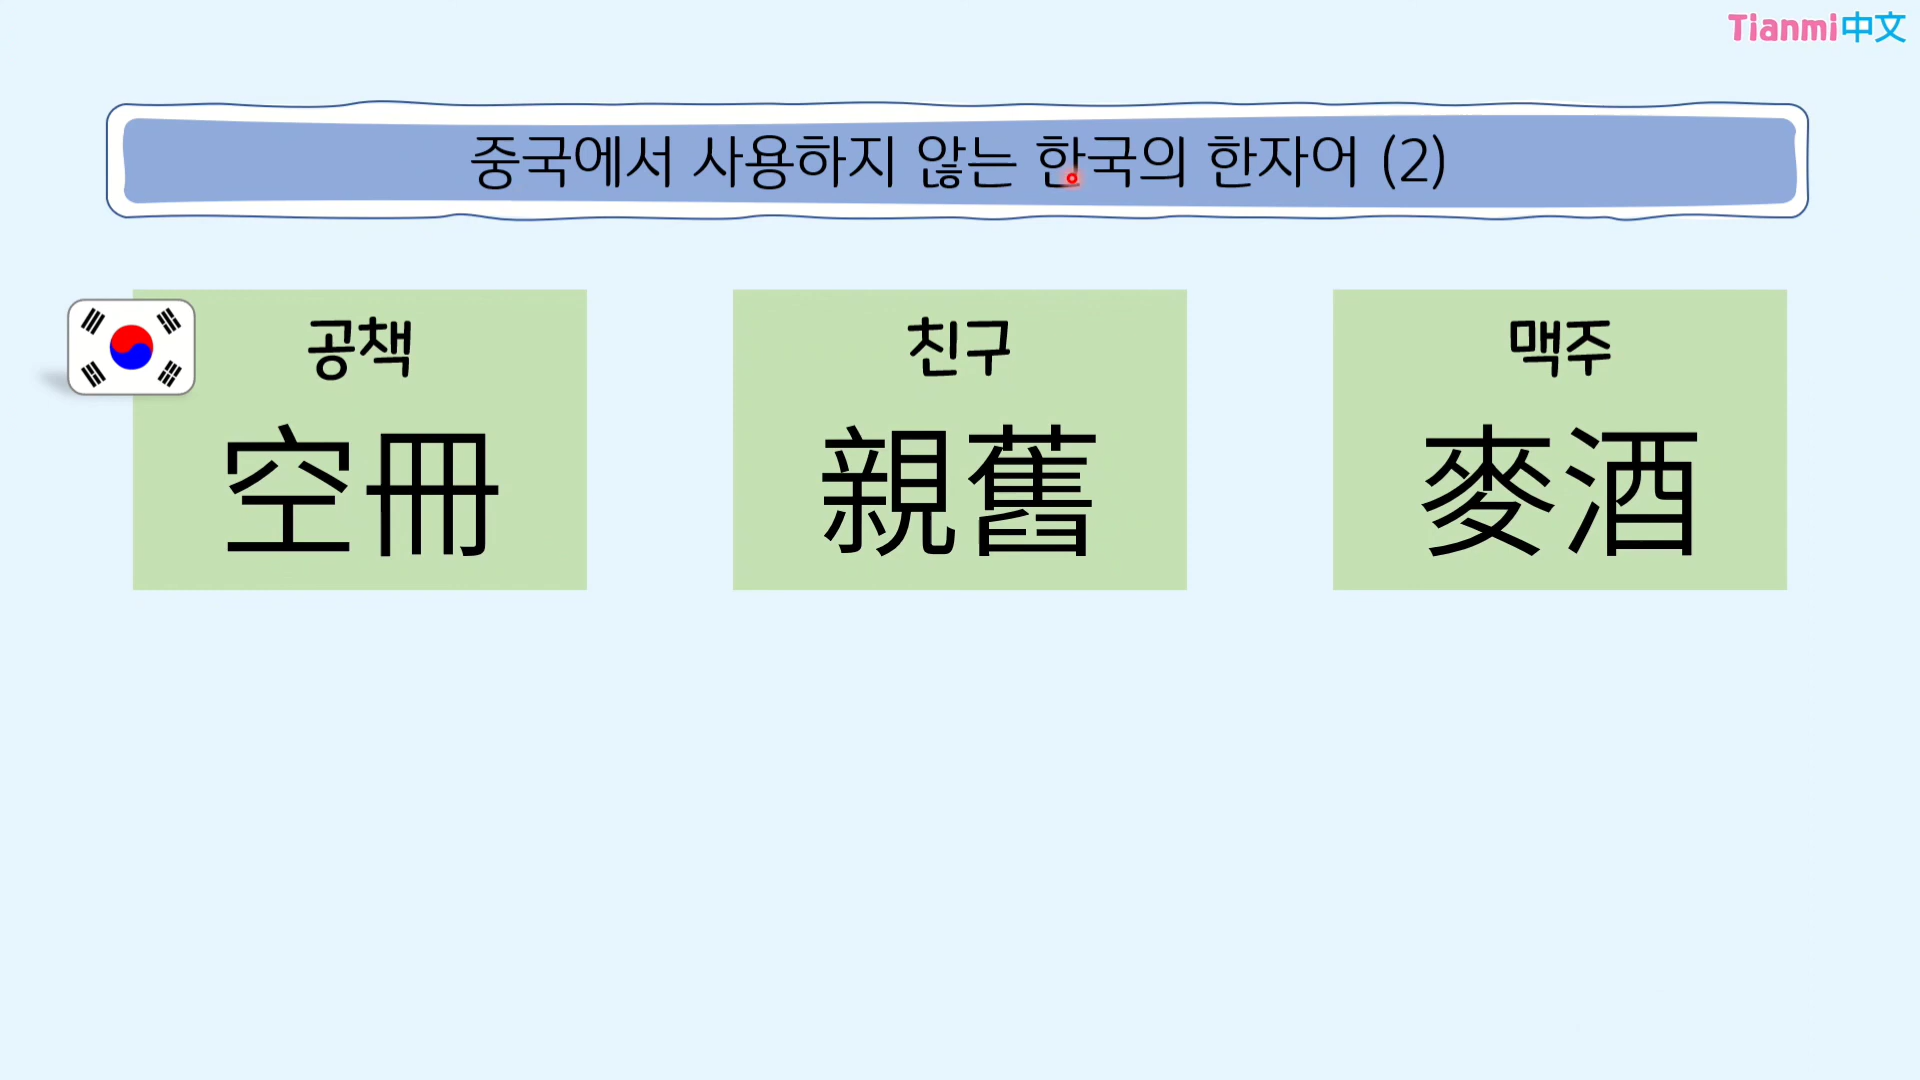 Tianmi中文
중국에서 사용하지 않는 한국의 한자어 (2)
공책
空冊
친구
親舊
맥주
麥酒